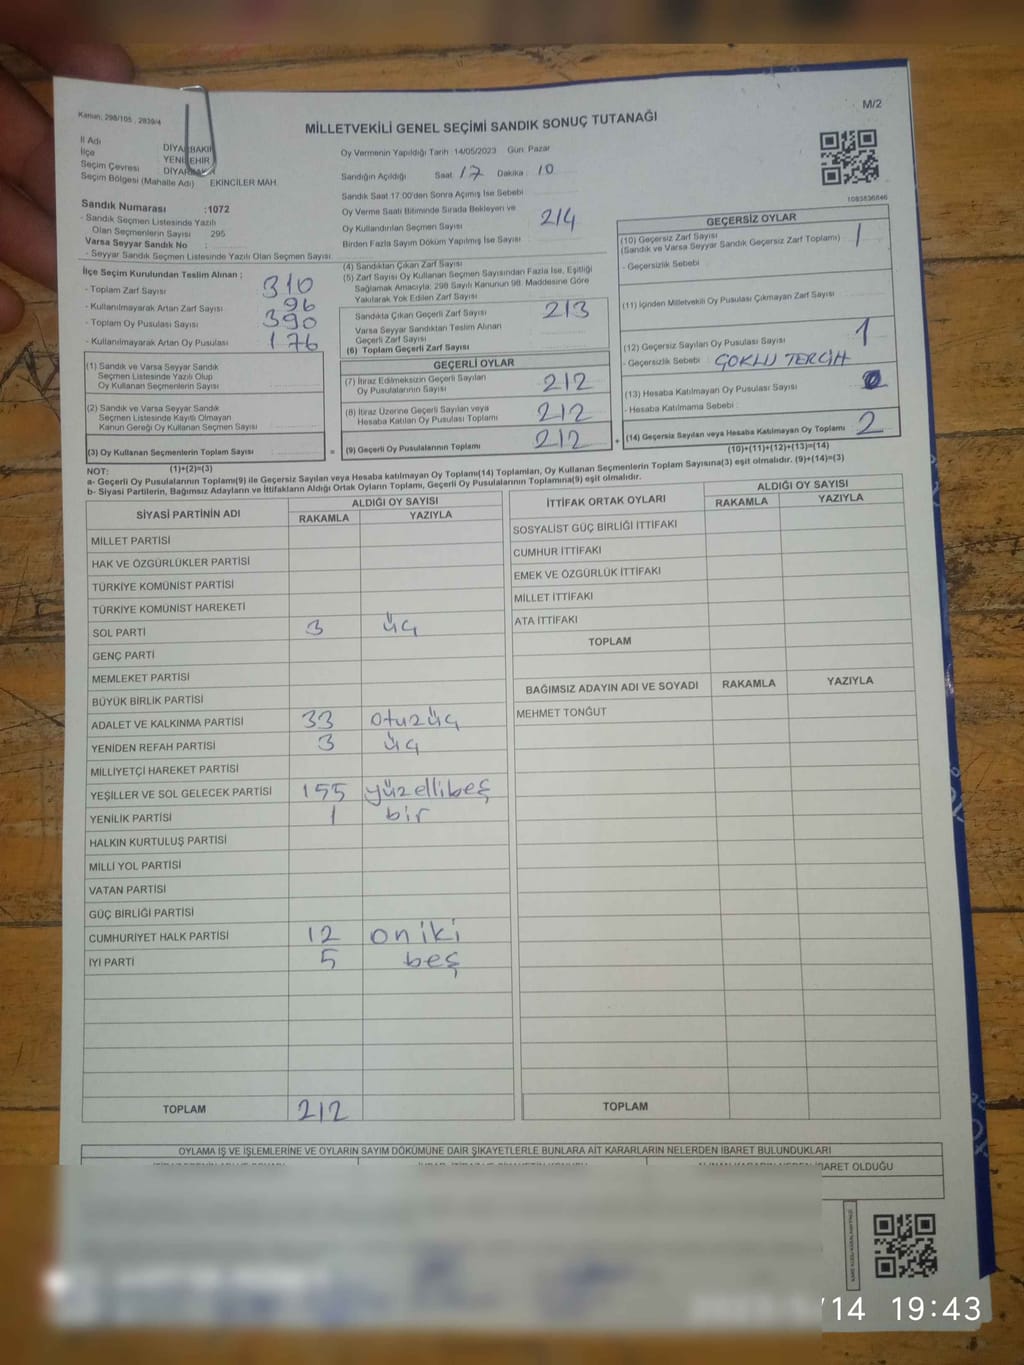 Kanun, 298/105, 2839/4
M/2
MİLLETVEKİLİ GENEL SEÇİMİ SANDIK SONUÇ TUTANAĞI
İl Adı
İlçe YENİŞEHİR
Seçim Çevresi
Seçim Bölgesi (Mahalle Adı) EKİNCİLER MAH.
Sandık Numarası :1072
- Sandık Seçmen Listesinde Yazılı
Olan Seçmenlerin Sayısı 295
Varsa Seyyar Sandık No :
- Seyyar Sandık Seçmen Listesinde Yazılı Olan Seçmen Sayısı
Oy Vermenin Yapıldığı Tarih :14/05/2023 Gün: Pazar
Sandığın Açıldığı Saat 17 Dakika 10
Sandık Saat 17:00'den Sonra Açımış İse Sebebi
Oy Verme Saati Bitiminde Sırada Bekleyen ve
Oy Kullandırılan Seçmen Sayısı 214
Birden Fazla Sayım Döküm Yapılmış İse Sayısı
1083836846
İlçe Seçim Kurulundan Teslim Alınan ;
- Toplam Zarf Sayısı 310
- Kullanılmayarak Artan Zarf Sayısı 96
- Toplam Oy Pusulası Sayısı 390
- Kullanılmayarak Artan Oy Pusulası 176
(1) Sandık ve Varsa Seyyar Sandık
Seçmen Listesinde Yazılı Olup
Oy Kullanan Seçmenlerin Sayısı
(2) Sandık ve Varsa Seyyar Sandık
Seçmen Listesinde Kayıtlı Olmayan
Kanun Gereği Oy Kullanan Seçmen Sayısı
(3) Oy Kullanan Seçmenlerin Toplam Sayısı =
(4) Sandıktan Çıkan Zarf Sayısı
(5) Zarf Sayısı Oy Kullanan Seçmen Sayısından Fazla İse, Eşitliği
Sağlamak Amacıyla; 298 Sayılı Kanunun 98. Maddesine Göre
Yakılarak Yok Edilen Zarf Sayısı
Sandıkta Çıkan Geçerli Zarf Sayısı 213
Varsa Seyyar Sandıktan Teslim Alınan
Geçerli Zarf Sayısı
(6) Toplam Geçerli Zarf Sayısı
GEÇERLİ OYLAR
(7) İtiraz Edilmeksizin Geçerli Sayılan
Oy Pusulalarının Sayısı 212
(8) İtiraz Üzerine Geçerli Sayılan veya
Hesaba Katılan Oy Pusulası Toplamı 212
(9) Geçerli Oy Pusulalarının Toplamı 212 +
GEÇERSİZ OYLAR
(10) Geçersiz Zarf Sayısı 1
(Sandık ve Varsa Seyyar Sandık Geçersiz Zarf Toplamı)
- Geçersizlik Sebebi
(11) İçinden Milletvekili Oy Pusulası Çıkmayan Zarf Sayısı
(12) Geçersiz Sayılan Oy Pusulası Sayısı 1
- Geçersizlik Sebebi : ÇOKLU TERCİH
(13) Hesaba Katılmayan Oy Pusulası Sayısı
- Hesaba Katılmama Sebebi :
(14) Geçersiz Sayılan veya Hesaba Katılmayan Oy Toplamı 2
(10)+(11)+(12)+(13)=(14)
NOT: (1)+(2)=(3)
a- Geçerli Oy Pusulalarının Toplamı(9) ile Geçersiz Sayılan veya Hesaba katılmayan Oy Toplamı(14) Toplamları, Oy Kullanan Seçmenlerin Toplam Sayısına(3) eşit olmalıdır. (9)+(14)=(3)
b- Siyasi Partilerin, Bağımsız Adayların ve İttifakların Aldığı Ortak Oyların Toplamı, Geçerli Oy Pusulalarının Toplamına(9) eşit olmalıdır.
SİYASİ PARTİNİN ADI ALDIĞI OY SAYISI
RAKAMLA YAZIYLA
MİLLET PARTİSİ
HAK VE ÖZGÜRLÜKLER PARTİSİ
TÜRKİYE KOMÜNİST PARTİSİ
TÜRKİYE KOMÜNİST HAREKETİ
SOL PARTİ 3 üç
GENÇ PARTİ
MEMLEKET PARTİSİ
BÜYÜK BİRLİK PARTİSİ
ADALET VE KALKINMA PARTİSİ 33 otuzüç
YENİDEN REFAH PARTİSİ 3 üç
MİLLİYETÇİ HAREKET PARTİSİ
YEŞİLLER VE SOL GELECEK PARTİSİ 155 yüzellibeş
YENİLİK PARTİSİ 1 bir
HALKIN KURTULUŞ PARTİSİ
MİLLİ YOL PARTİSİ
VATAN PARTİSİ
GÜÇ BİRLİĞİ PARTİSİ
CUMHURİYET HALK PARTİSİ 12 oniki
İYİ PARTİ 5 beş
TOPLAM 212
İTTİFAK ORTAK OYLARI ALDIĞI OY SAYISI
RAKAMLA YAZIYLA
SOSYALİST GÜÇ BİRLİĞİ İTTİFAKI
CUMHUR İTTİFAKI
EMEK VE ÖZGÜRLÜK İTTİFAKI
MİLLET İTTİFAKI
ATA İTTİFAKI
TOPLAM
BAĞIMSIZ ADAYIN ADI VE SOYADI RAKAMLA YAZIYLA
MEHMET TONĞUT
TOPLAM
OYLAMA İŞ VE İŞLEMLERİNE VE OYLARIN SAYIM DÖKÜMÜNE DAİR ŞİKAYETLERLE BUNLARA AİT KARARLARIN NELERDEN İBARET BULUNDUKLARI
İBARET OLDUĞU
/14 19:43